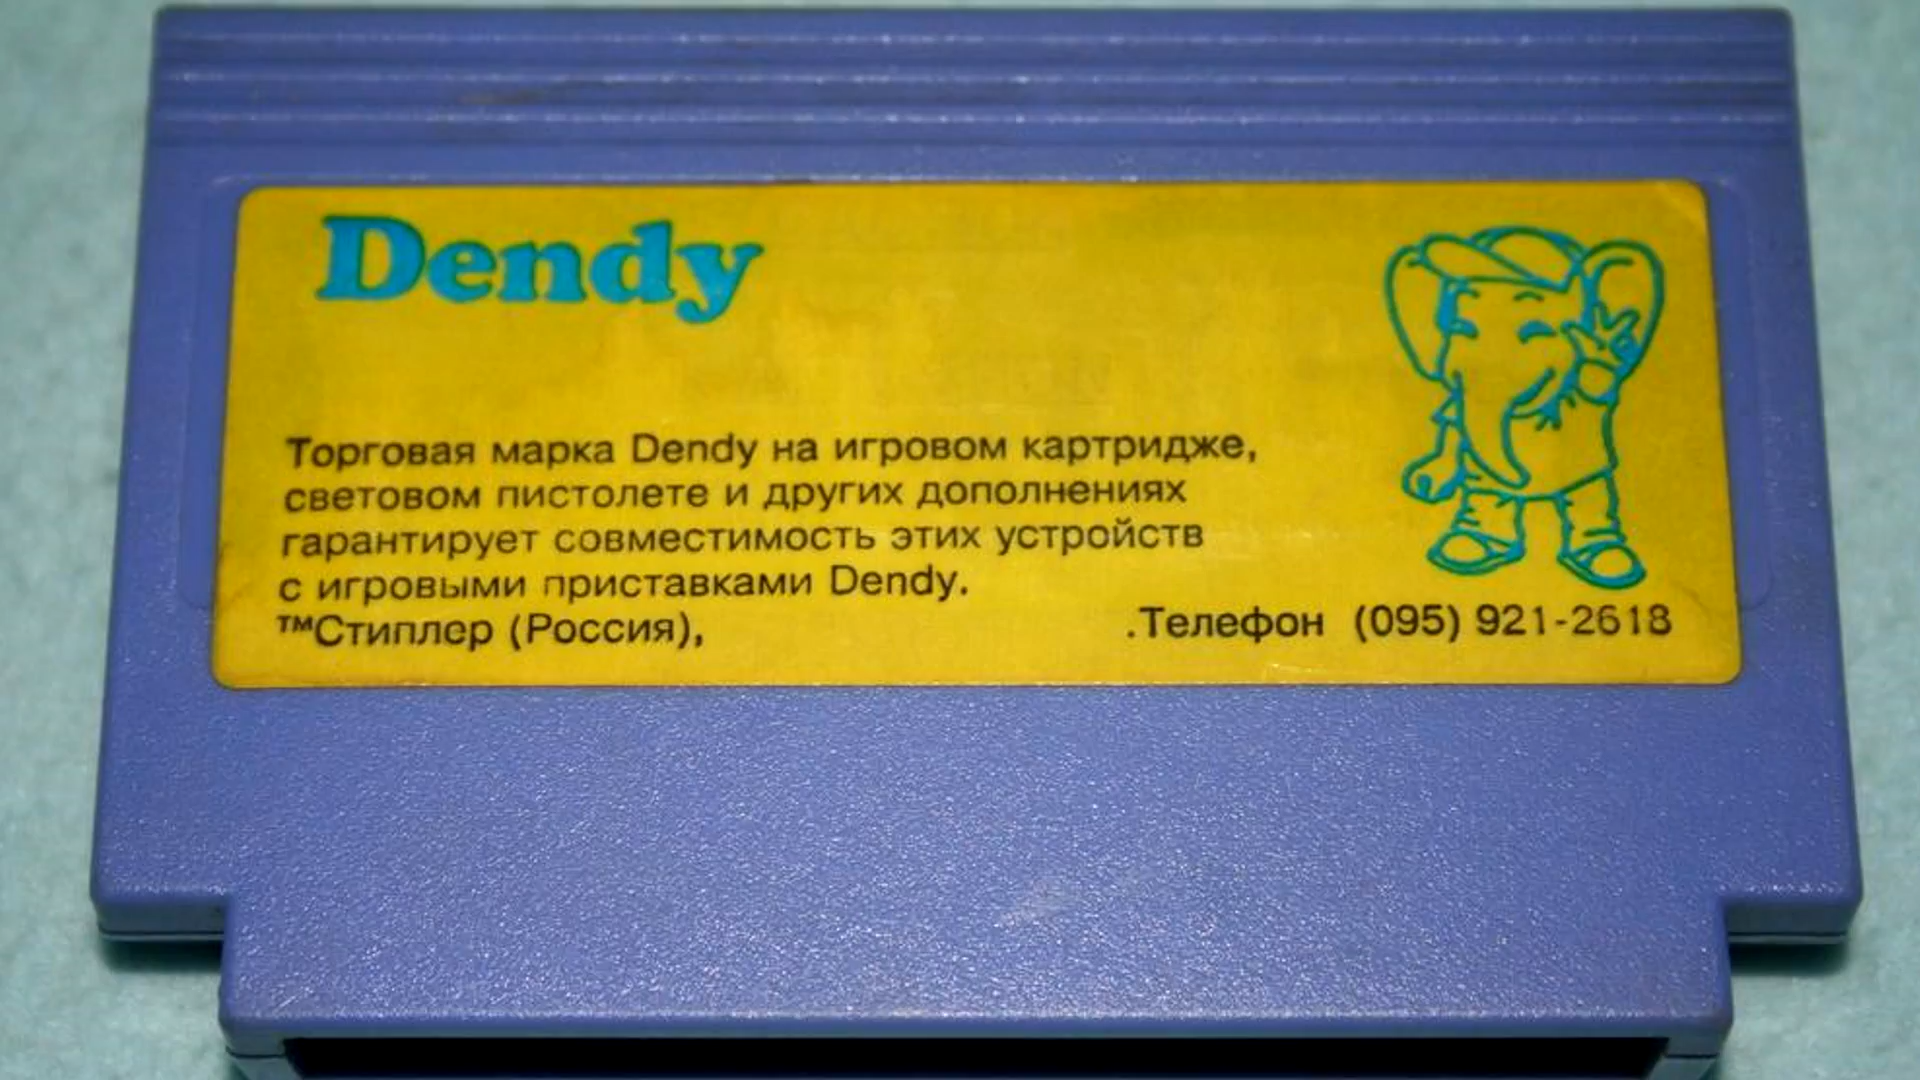 Dendy
Торговая марка Dendy на игровом картридже,
световом пистолете и других дополнениях
гарантирует совместимость этих устройств
с игровыми приставками Dendy.
™Стиплер (Россия), .Телефон (095) 921-2618